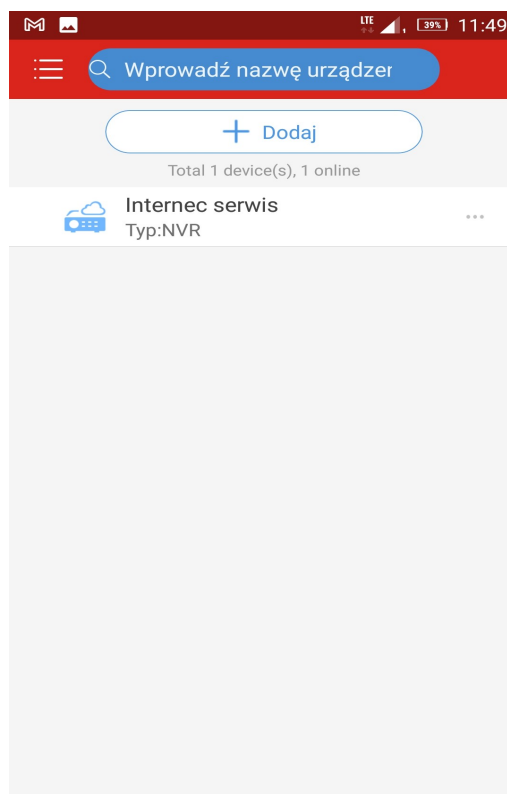 LTE
39%
11:49
Wprowadź nazwę urządzer
Dodaj
Total 1 device(s), 1 online
Internec serwis
Typ:NVR